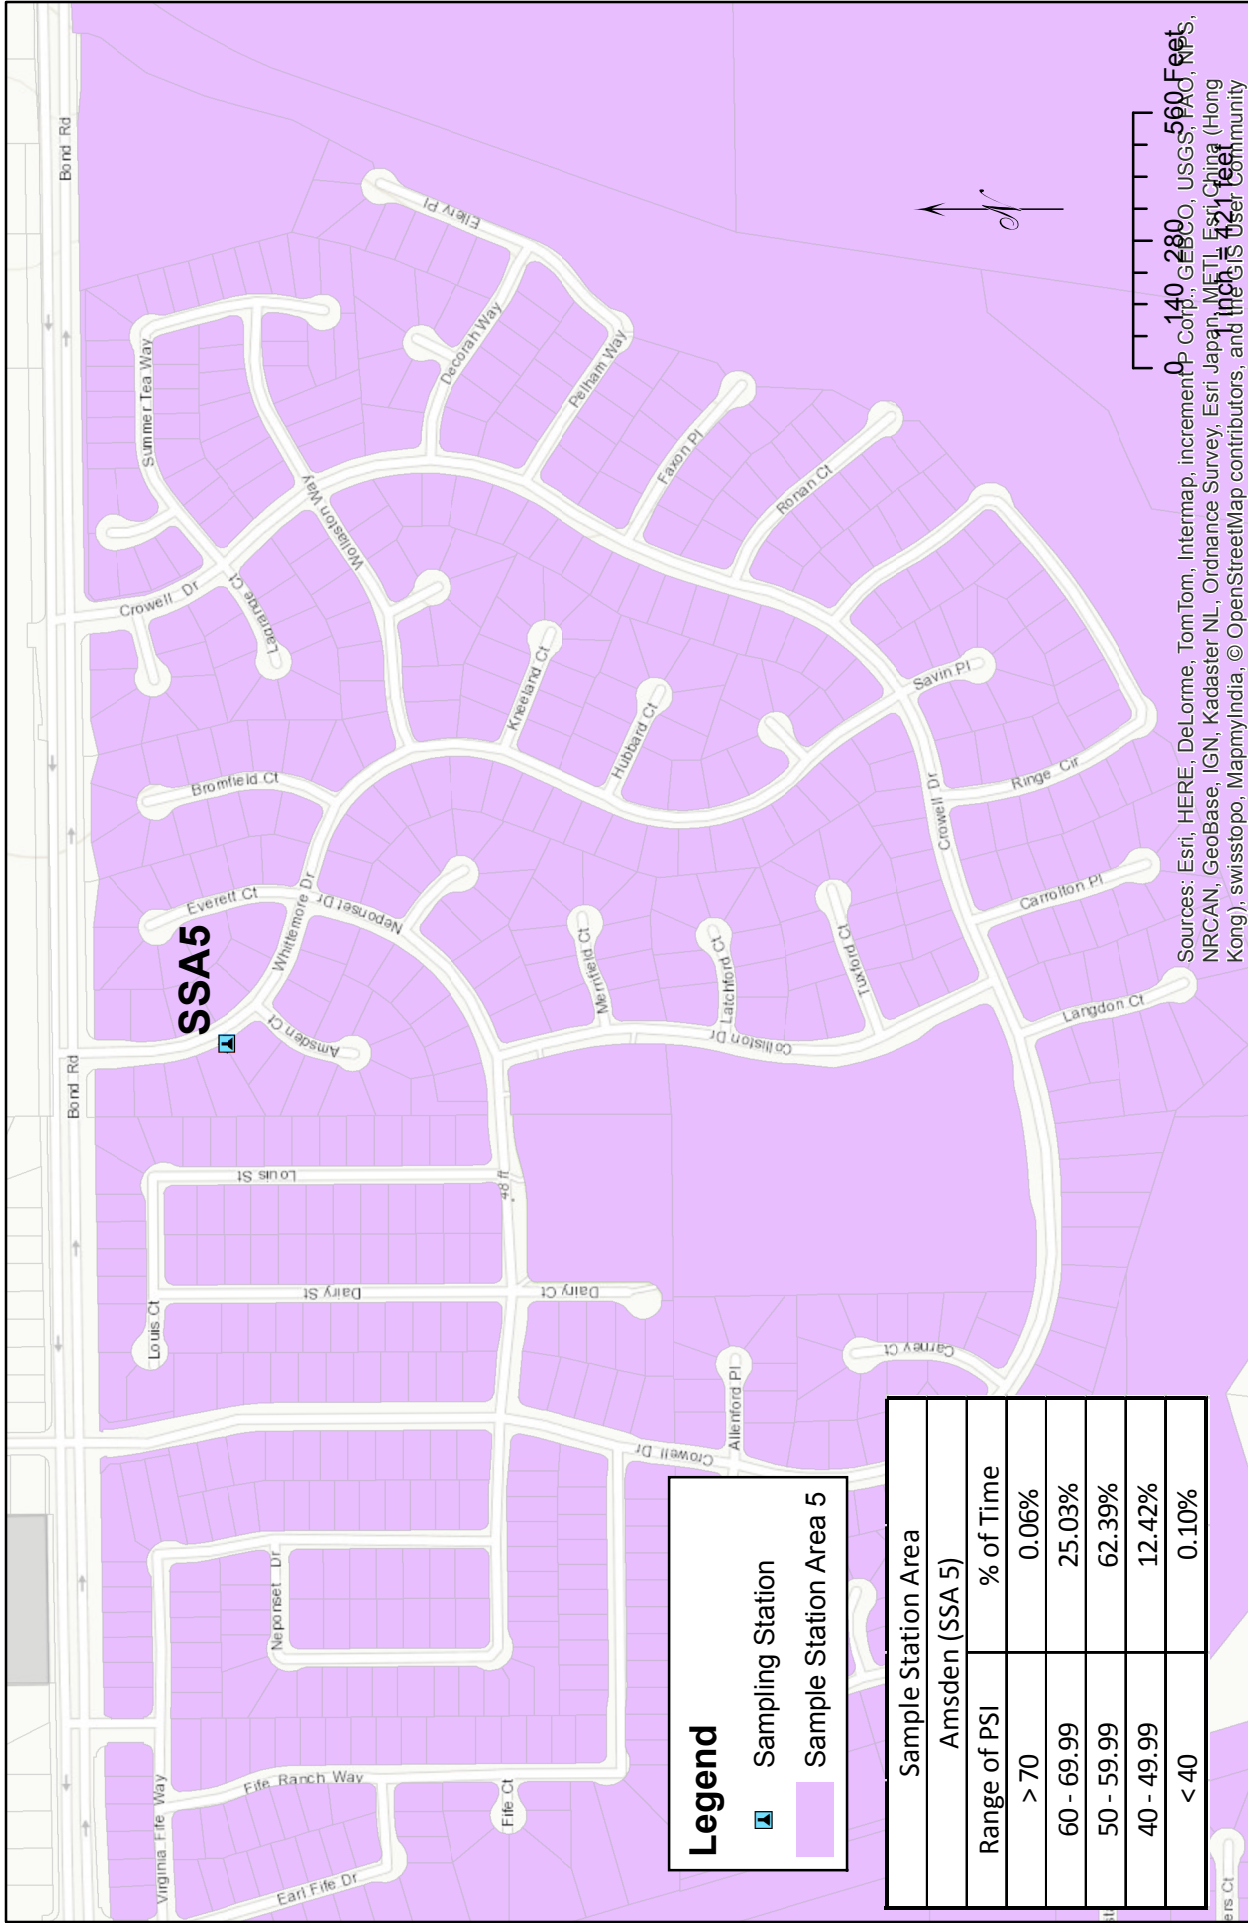 Bond Rd
Bond Rd
Summer Tea Way
Ellery Pl
Decorah Way
Pelham Way
Wollaston Way
Crowell Dr
Lagrange Ct
Faxon Pl
Ronan Ct
Kneeland Ct
Hubbard Ct
Savin Pl
Bromfield Ct
Everett Ct
Whittemore Dr
Neponset Dr
SSA5
Amsden Ct
Merrifield Ct
Latchford Ct
Tuxford Ct
Colliston Dr
Crowell Dr
Ringe Cir
Carrolton Pl
Langdon Ct
Louis St
48 ft
Dairy St
Dairy Ct
Louis Ct
Carney Ct
Allenford Pl
Crowell Dr
Neponset Dr
Fife Ranch Way
Virginia Fife Way
Fife Ct
Earl Fife Dr
ers Ct
Legend
Sampling Station
Sample Station Area 5
Sample Station Area
Amsden (SSA 5)
Range of PSI % of Time
> 70 0.06%
60 - 69.99 25.03%
50 - 59.99 62.39%
40 - 49.99 12.42%
< 40 0.10%
N
0 140 280 560 Feet
1 inch = 421 feet
Sources: Esri, HERE, DeLorme, TomTom, Intermap, increment P Corp., GEBCO, USGS, FAO, NPS,
NRCAN, GeoBase, IGN, Kadaster NL, Ordnance Survey, Esri Japan, METI, Esri China (Hong
Kong), swisstopo, MapmyIndia, © OpenStreetMap contributors, and the GIS User Community